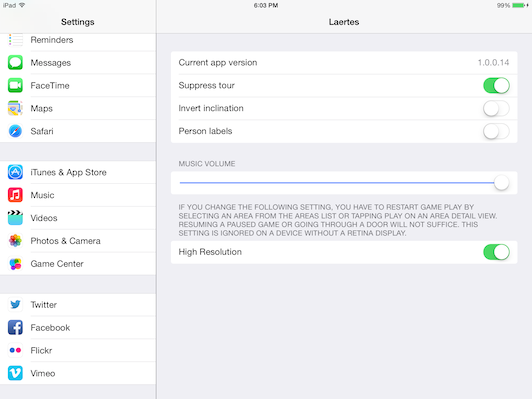 iPad
6:03 PM
99%
Settings
Laertes
Reminders
Messages
FaceTime
Maps
Safari
iTunes & App Store
Music
Videos
Photos & Camera
Game Center
Twitter
Facebook
Flickr
Vimeo
Current app version 1.0.0.14
Suppress tour
Invert inclination
Person labels
MUSIC VOLUME
IF YOU CHANGE THE FOLLOWING SETTING, YOU HAVE TO RESTART GAME PLAY BY
SELECTING AN AREA FROM THE AREAS LIST OR TAPPING PLAY ON AN AREA DETAIL VIEW.
RESUMING A PAUSED GAME OR GOING THROUGH A DOOR WILL NOT SUFFICE. THIS
SETTING IS IGNORED ON A DEVICE WITHOUT A RETINA DISPLAY.
High Resolution